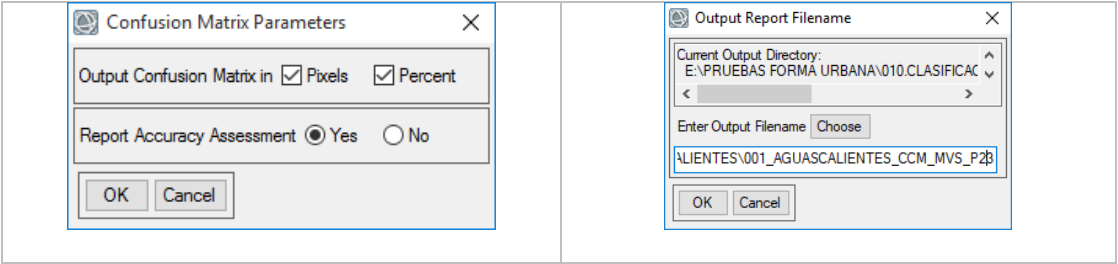 Confusion Matrix Parameters
Output Confusion Matrix in Pixels Percent
Report Accuracy Assessment Yes No
OK Cancel
Output Report Filename
Current Output Directory:
E:\PRUEBAS FORMA URBANA\010.CLASIFICAC
Enter Output Filename Choose
ALIENTES\001_AGUASCALIENTES_CCM_MVS_P23
OK Cancel